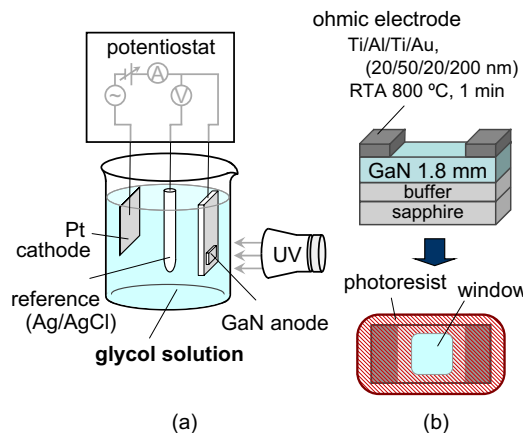 potentiostat
A
V
~
Pt
cathode
reference
(Ag/AgCl)
UV
GaN anode
glycol solution
(a)
ohmic electrode
Ti/Al/Ti/Au,
(20/50/20/200 nm)
RTA 800 ºC, 1 min
GaN 1.8 mm
buffer
sapphire
photoresist
window
(b)